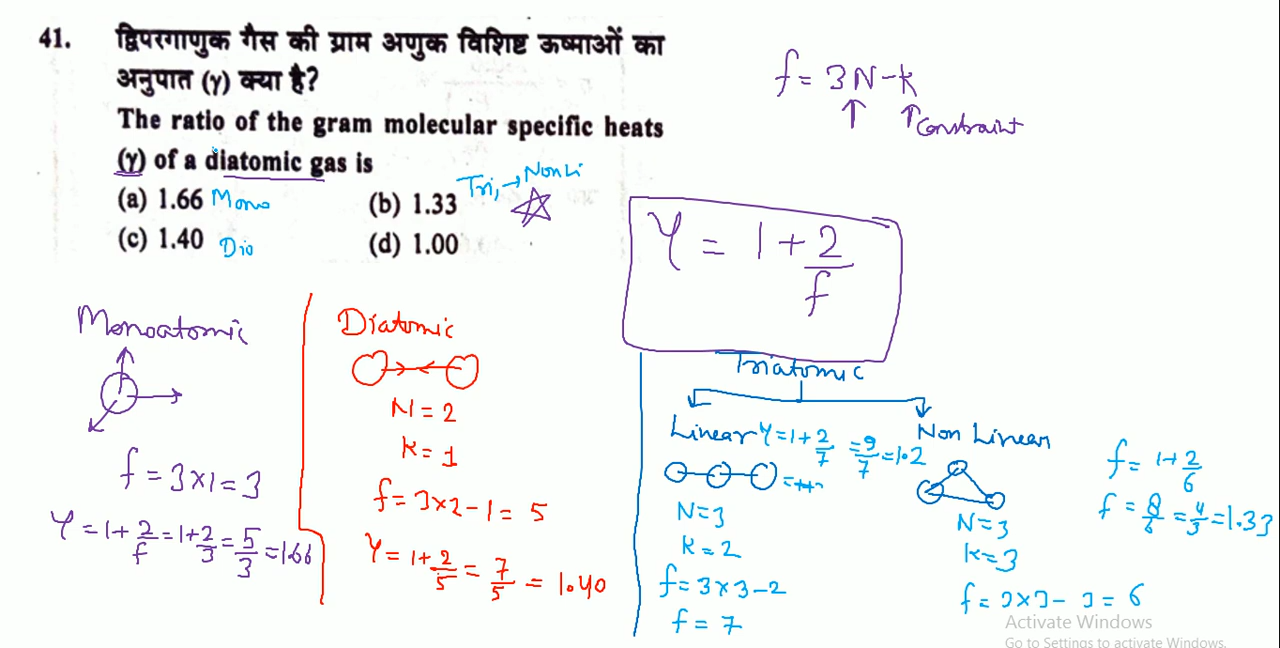 41. द्विपरगाणुक गैस की ग्राम अणुक विशिष्ट ऊष्माओं का
अनुपात (γ) क्या है?
The ratio of the gram molecular specific heats
(γ) of a diatomic gas is
(a) 1.66 Mono
(b) 1.33 Tri, → Non Li
(c) 1.40 Dia
(d) 1.00
f = 3N - k
↑ ↑ Constraint
γ = 1 + 2/f
Monoatomic
f = 3×1 = 3
γ = 1 + 2/f = 1 + 2/3 = 5/3 = 1.66
Diatomic
N = 2
K = 1
f = 3×2 - 1 = 5
γ = 1 + 2/5 = 7/5 = 1.40
Triatomic
Linear γ = 1 + 2/7 = 9/7 = 1.2
N = 3
K = 2
f = 3×3 - 2
f = 7
Non Linear
N = 3
K = 3
f = 3×3 - 3 = 6
f = 1 + 2/6
f = 8/6 = 4/3 = 1.33
Activate Windows
Go to Settings to activate Windows.